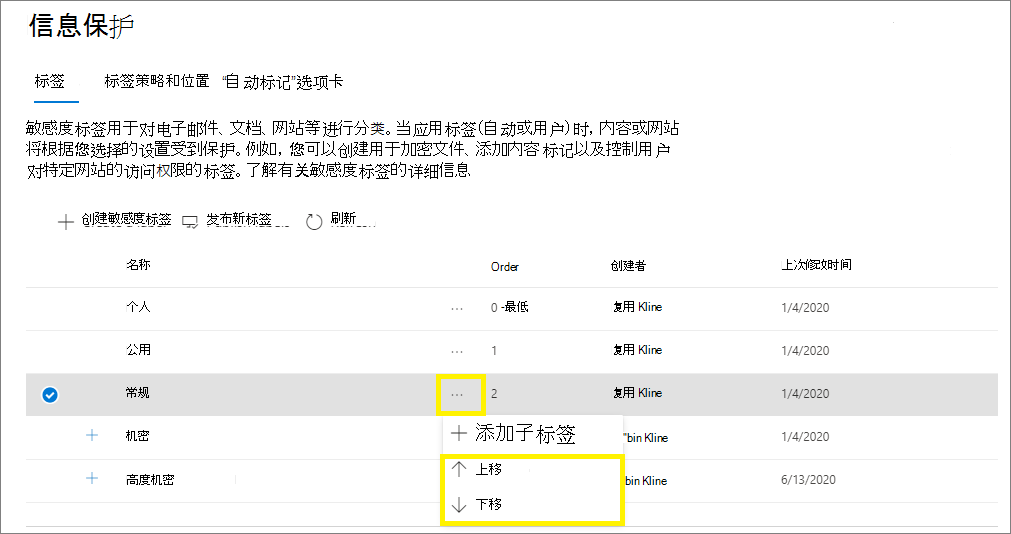 信息保护
标签 标签策略和位置 “自动标记”选项卡
敏感度标签用于对电子邮件、文档、网站等进行分类。当应用标签(自动或用户)时,内容或网站
将根据您选择的设置受到保护。例如,您可以创建用于加密文件、添加内容标记以及控制用户
对特定网站的访问权限的标签。了解有关敏感度标签的详细信息
创建敏感度标签 发布新标签 刷新
名称 Order 创建者 上次修改时间
个人 ... 0 -最低 复用 Kline 1/4/2020
公用 ... 1 复用 Kline 1/4/2020
常规 ... 2 复用 Kline 1/4/2020
机密 "bin Kline 1/4/2020
添加子标签
高度机密 bin Kline 6/13/2020
上移
下移